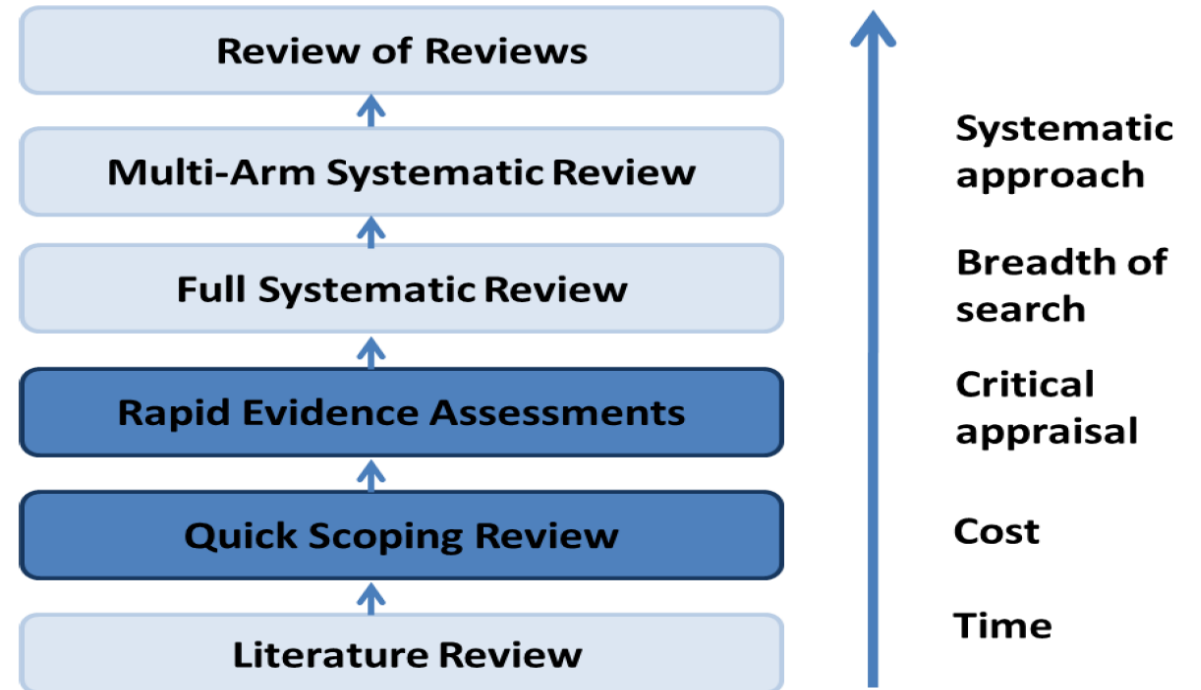 Review of Reviews
Multi-Arm Systematic Review
Full Systematic Review
Rapid Evidence Assessments
Quick Scoping Review
Literature Review
Systematic
approach
Breadth of
search
Critical
appraisal
Cost
Time